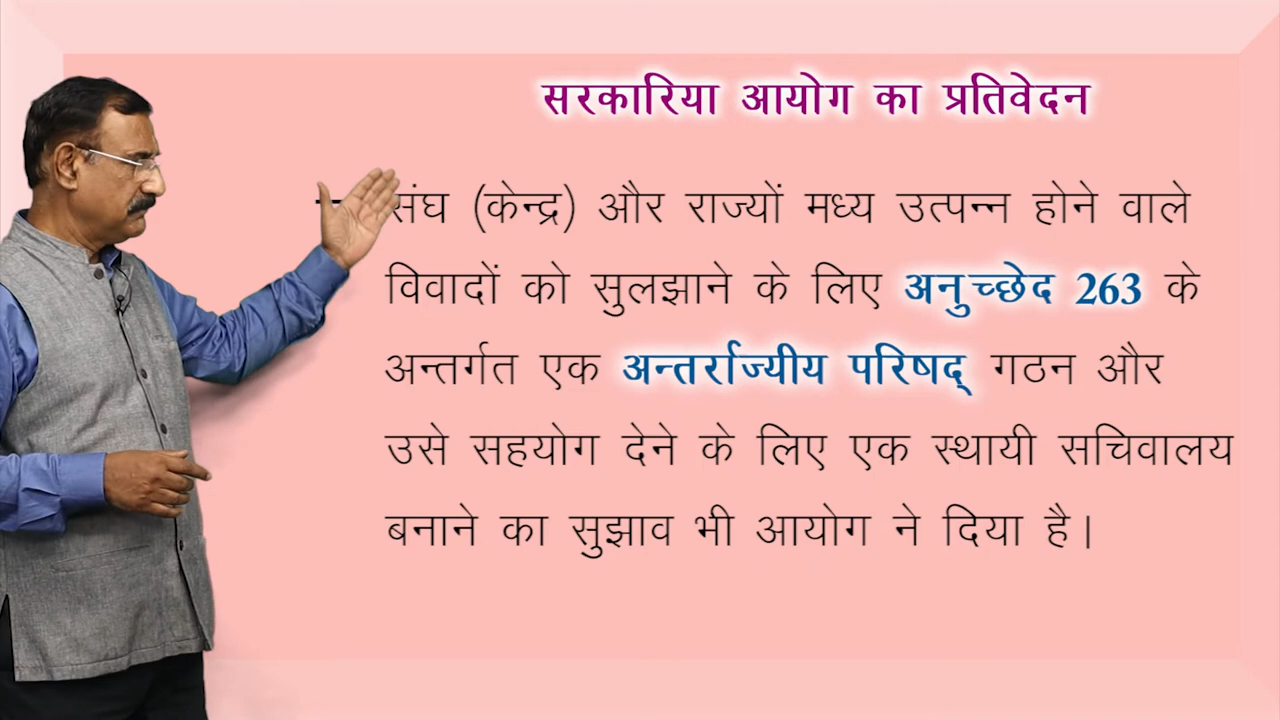 सरकारिया आयोग का प्रतिवेदन
संघ (केन्द्र) और राज्यों मध्य उत्पन्न होने वाले
विवादों को सुलझाने के लिए अनुच्छेद 263 के
अन्तर्गत एक अन्तर्राज्यीय परिषद् गठन और
उसे सहयोग देने के लिए एक स्थायी सचिवालय
बनाने का सुझाव भी आयोग ने दिया है।